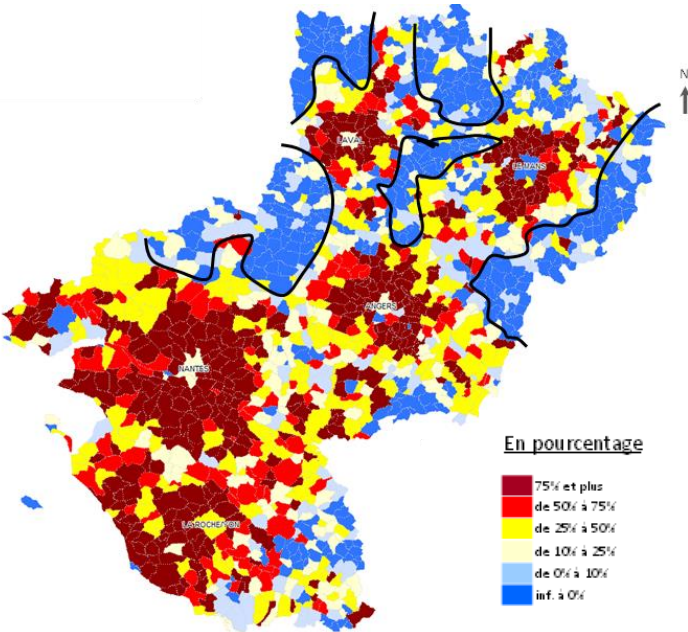 N
LAVAL
LE MANS
ANGERS
NANTES
LA ROCHE/YON
En pourcentage
75% et plus
de 50% à 75%
de 25% à 50%
de 10% à 25%
de 0% à 10%
inf. à 0%